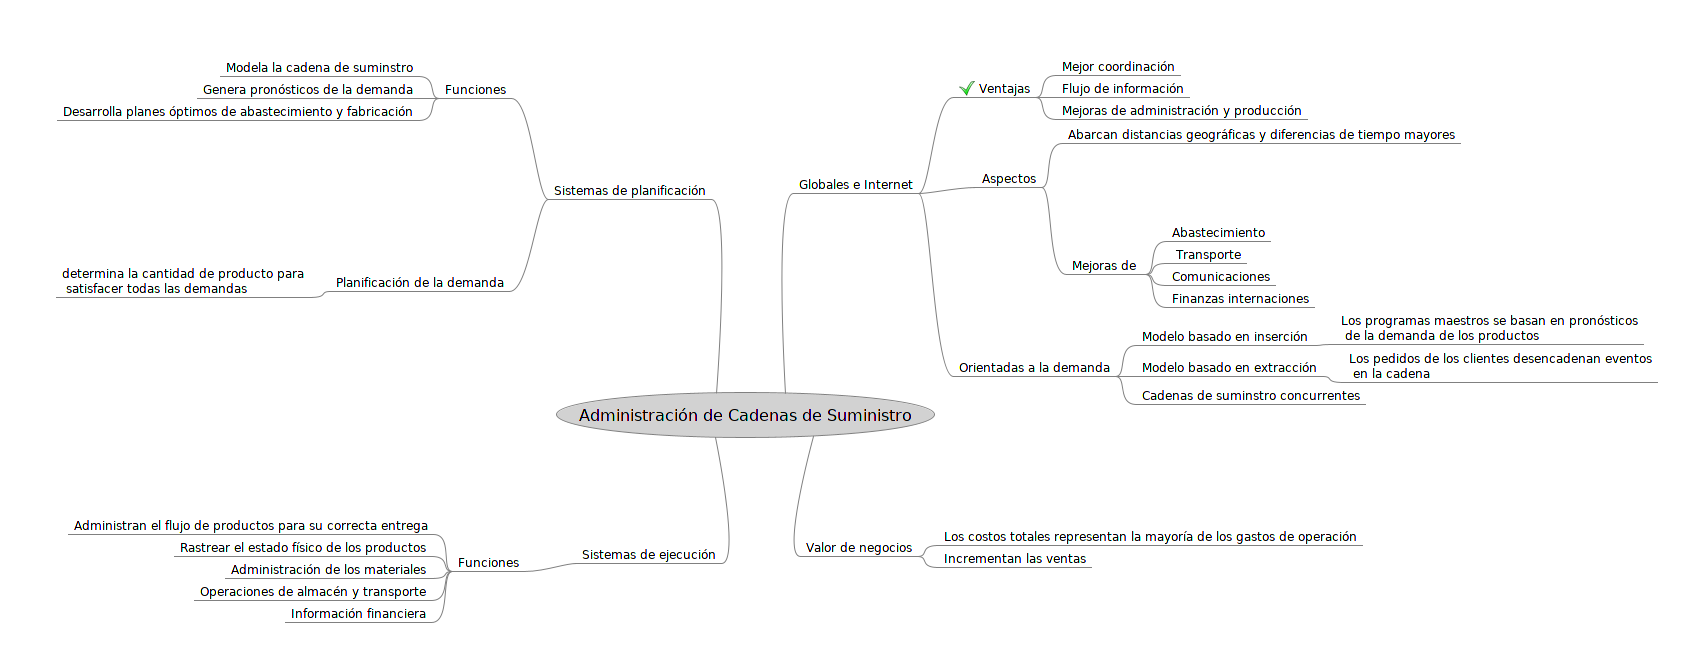 Administración de Cadenas de Suministro
Sistemas de planificación
Funciones
Modela la cadena de suminstro
Genera pronósticos de la demanda
Desarrolla planes óptimos de abastecimiento y fabricación
Planificación de la demanda
determina la cantidad de producto para
satisfacer todas las demandas
Sistemas de ejecución
Funciones
Administran el flujo de productos para su correcta entrega
Rastrear el estado físico de los productos
Administración de los materiales
Operaciones de almacén y transporte
Información financiera
Globales e Internet
Ventajas
Mejor coordinación
Flujo de información
Mejoras de administración y producción
Aspectos
Abarcan distancias geográficas y diferencias de tiempo mayores
Mejoras de
Abastecimiento
Transporte
Comunicaciones
Finanzas internaciones
Orientadas a la demanda
Modelo basado en inserción
Los programas maestros se basan en pronósticos
de la demanda de los productos
Modelo basado en extracción
Los pedidos de los clientes desencadenan eventos
en la cadena
Cadenas de suminstro concurrentes
Valor de negocios
Los costos totales representan la mayoría de los gastos de operación
Incrementan las ventas